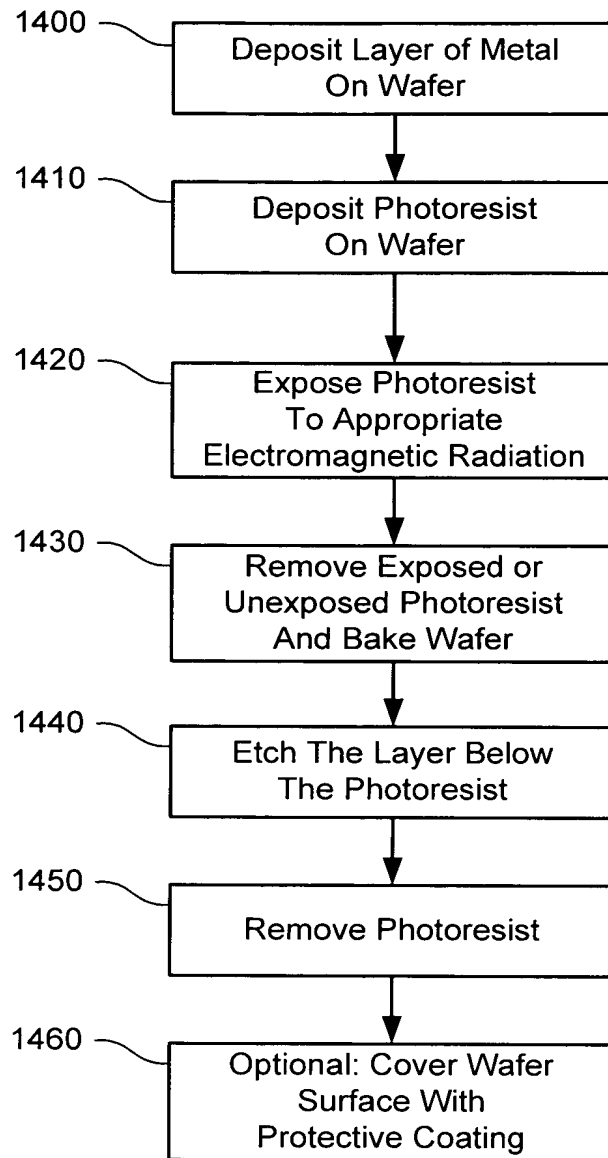 1400
Deposit Layer of Metal
On Wafer
1410
Deposit Photoresist
On Wafer
1420
Expose Photoresist
To Appropriate
Electromagnetic Radiation
1430
Remove Exposed or
Unexposed Photoresist
And Bake Wafer
1440
Etch The Layer Below
The Photoresist
1450
Remove Photoresist
1460
Optional: Cover Wafer
Surface With
Protective Coating